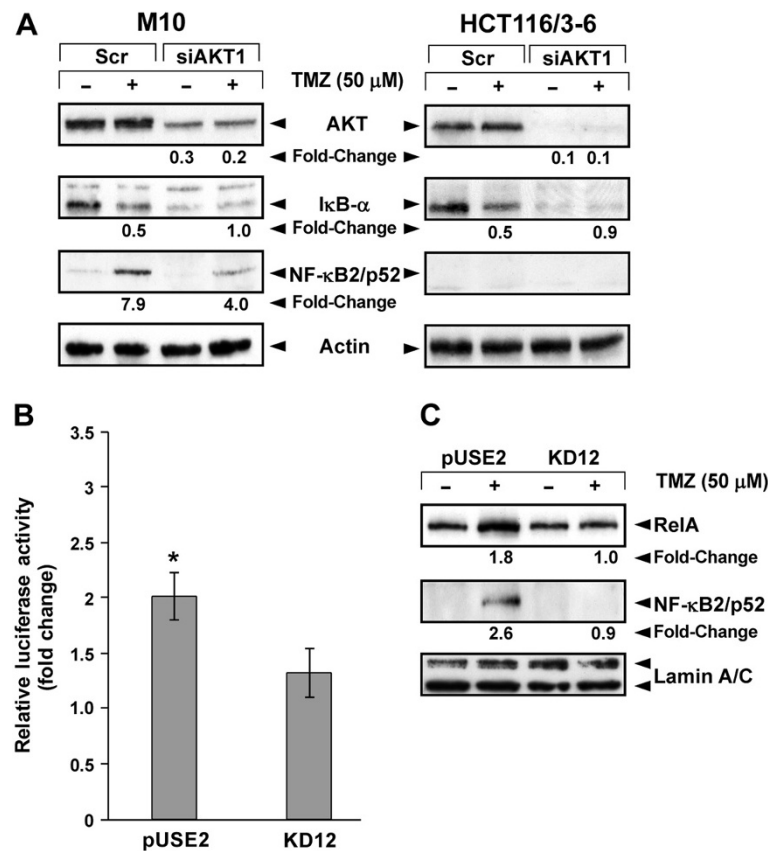 A
M10
HCT116/3-6
Scr siAKT1
Scr siAKT1
– + – + TMZ (50 μM) – + – +
AKT
0.3 0.2 Fold-Change 0.1 0.1
IκB-α
0.5 1.0 Fold-Change 0.5 0.9
NF-κB2/p52
7.9 4.0 Fold-Change
Actin
B
Relative luciferase activity
(fold change)
3.5
3
2.5
2
1.5
1.0
0.5
0
*
pUSE2 KD12
C
pUSE2 KD12
– + – + TMZ (50 μM)
RelA
1.8 1.0 Fold-Change
NF-κB2/p52
2.6 0.9 Fold-Change
Lamin A/C